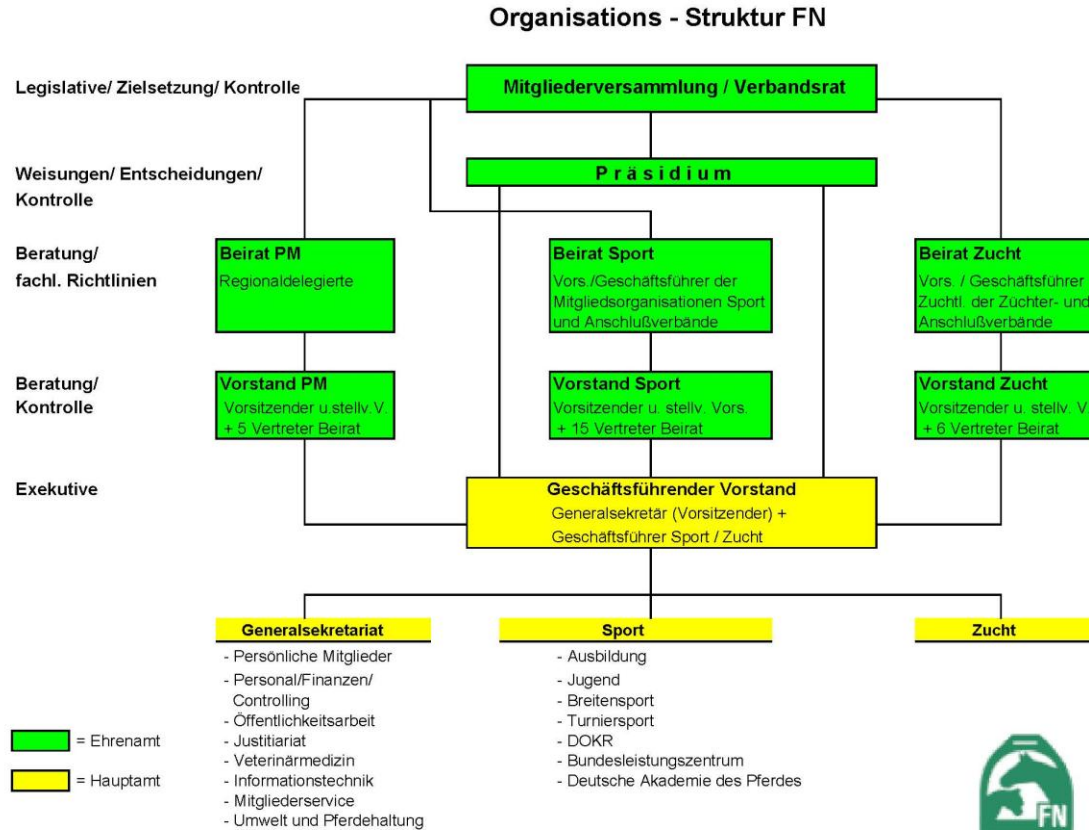 Organisations - Struktur FN
Legislative/ Zielsetzung/ Kontrolle
Mitgliederversammlung / Verbandsrat
Weisungen/ Entscheidungen/
Kontrolle
Präsidium
Beratung/
fachl. Richtlinien
Beirat PM
Regionaldelegierte
Beirat Sport
Vors./Geschäftsführer der
Mitgliedsorganisationen Sport
und Anschlußverbände
Beirat Zucht
Vors. / Geschäftsführer
Zuchtl. der Züchter- und
Anschlußverbände
Beratung/
Kontrolle
Vorstand PM
Vorsitzender u.stellv.V.
+ 5 Vertreter Beirat
Vorstand Sport
Vorsitzender u. stellv. Vors.
+ 15 Vertreter Beirat
Vorstand Zucht
Vorsitzender u. stellv. V
+ 6 Vertreter Beirat
Exekutive
Geschäftsführender Vorstand
Generalsekretär (Vorsitzender) +
Geschäftsführer Sport / Zucht
Generalsekretariat
- Persönliche Mitglieder
- Personal/Finanzen/
Controlling
- Öffentlichkeitsarbeit
- Justitiariat
- Veterinärmedizin
- Informationstechnik
- Mitgliederservice
- Umwelt und Pferdehaltung
Sport
- Ausbildung
- Jugend
- Breitensport
- Turniersport
- DOKR
- Bundesleistungszentrum
- Deutsche Akademie des Pferdes
Zucht
= Ehrenamt
= Hauptamt
FN